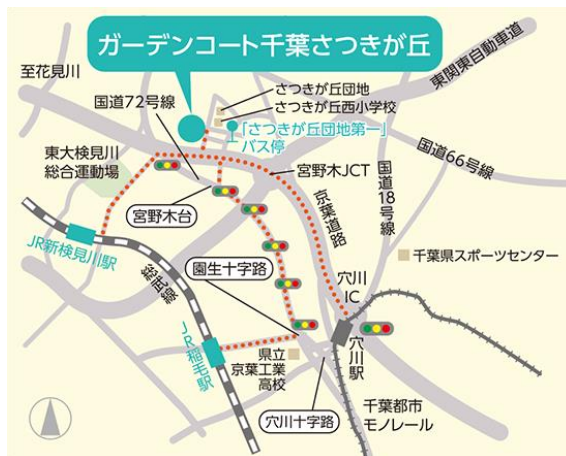 ガーデンコート千葉さつきが丘
至花見川
東関東自動車道
国道72号線
さつきが丘団地
さつきが丘西小学校
「さつきが丘団地第一」
バス停
国道66号線
東大検見川
総合運動場
宮野木JCT
宮野木台
京葉道路
国道18号線
JR新検見川駅
総武線
園生十字路
千葉県スポーツセンター
穴川
IC
JR稲毛駅
県立
京葉工業
高校
穴川駅
穴川十字路
千葉都市
モノレール